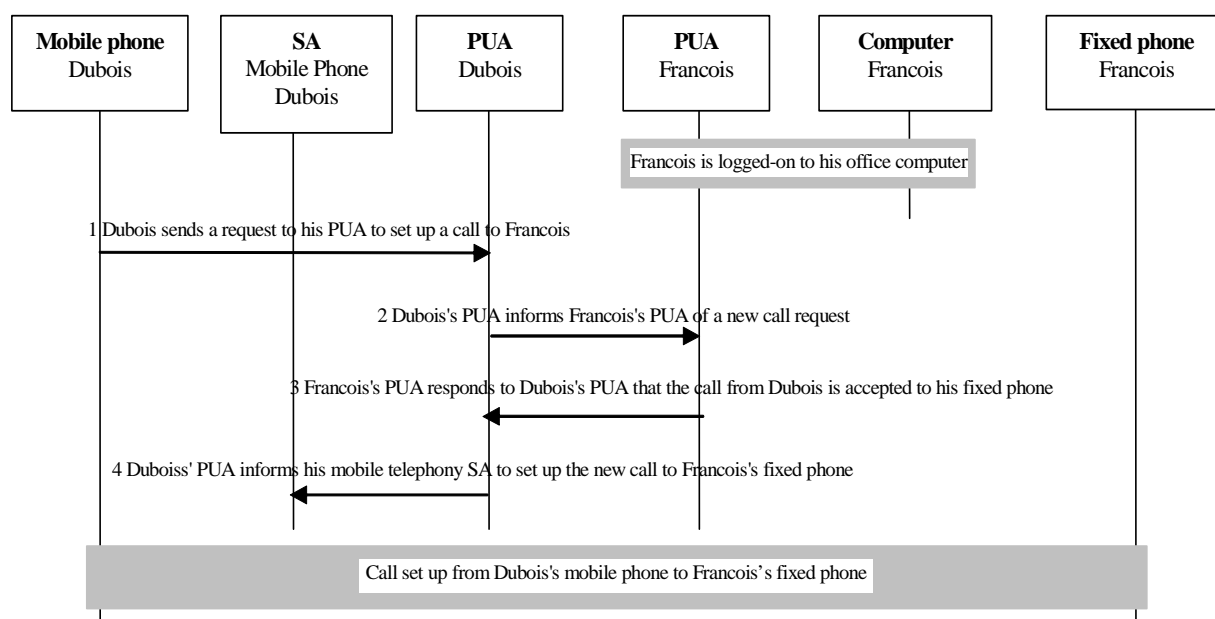 Mobile phone
Dubois
SA
Mobile Phone
Dubois
PUA
Dubois
PUA
Francois
Computer
Francois
Fixed phone
Francois
Francois is logged-on to his office computer
1 Dubois sends a request to his PUA to set up a call to Francois
2 Dubois's PUA informs Francois's PUA of a new call request
3 Francois's PUA responds to Dubois's PUA that the call from Dubois is accepted to his fixed phone
4 Duboiss' PUA informs his mobile telephony SA to set up the new call to Francois's fixed phone
Call set up from Dubois's mobile phone to Francois’s fixed phone